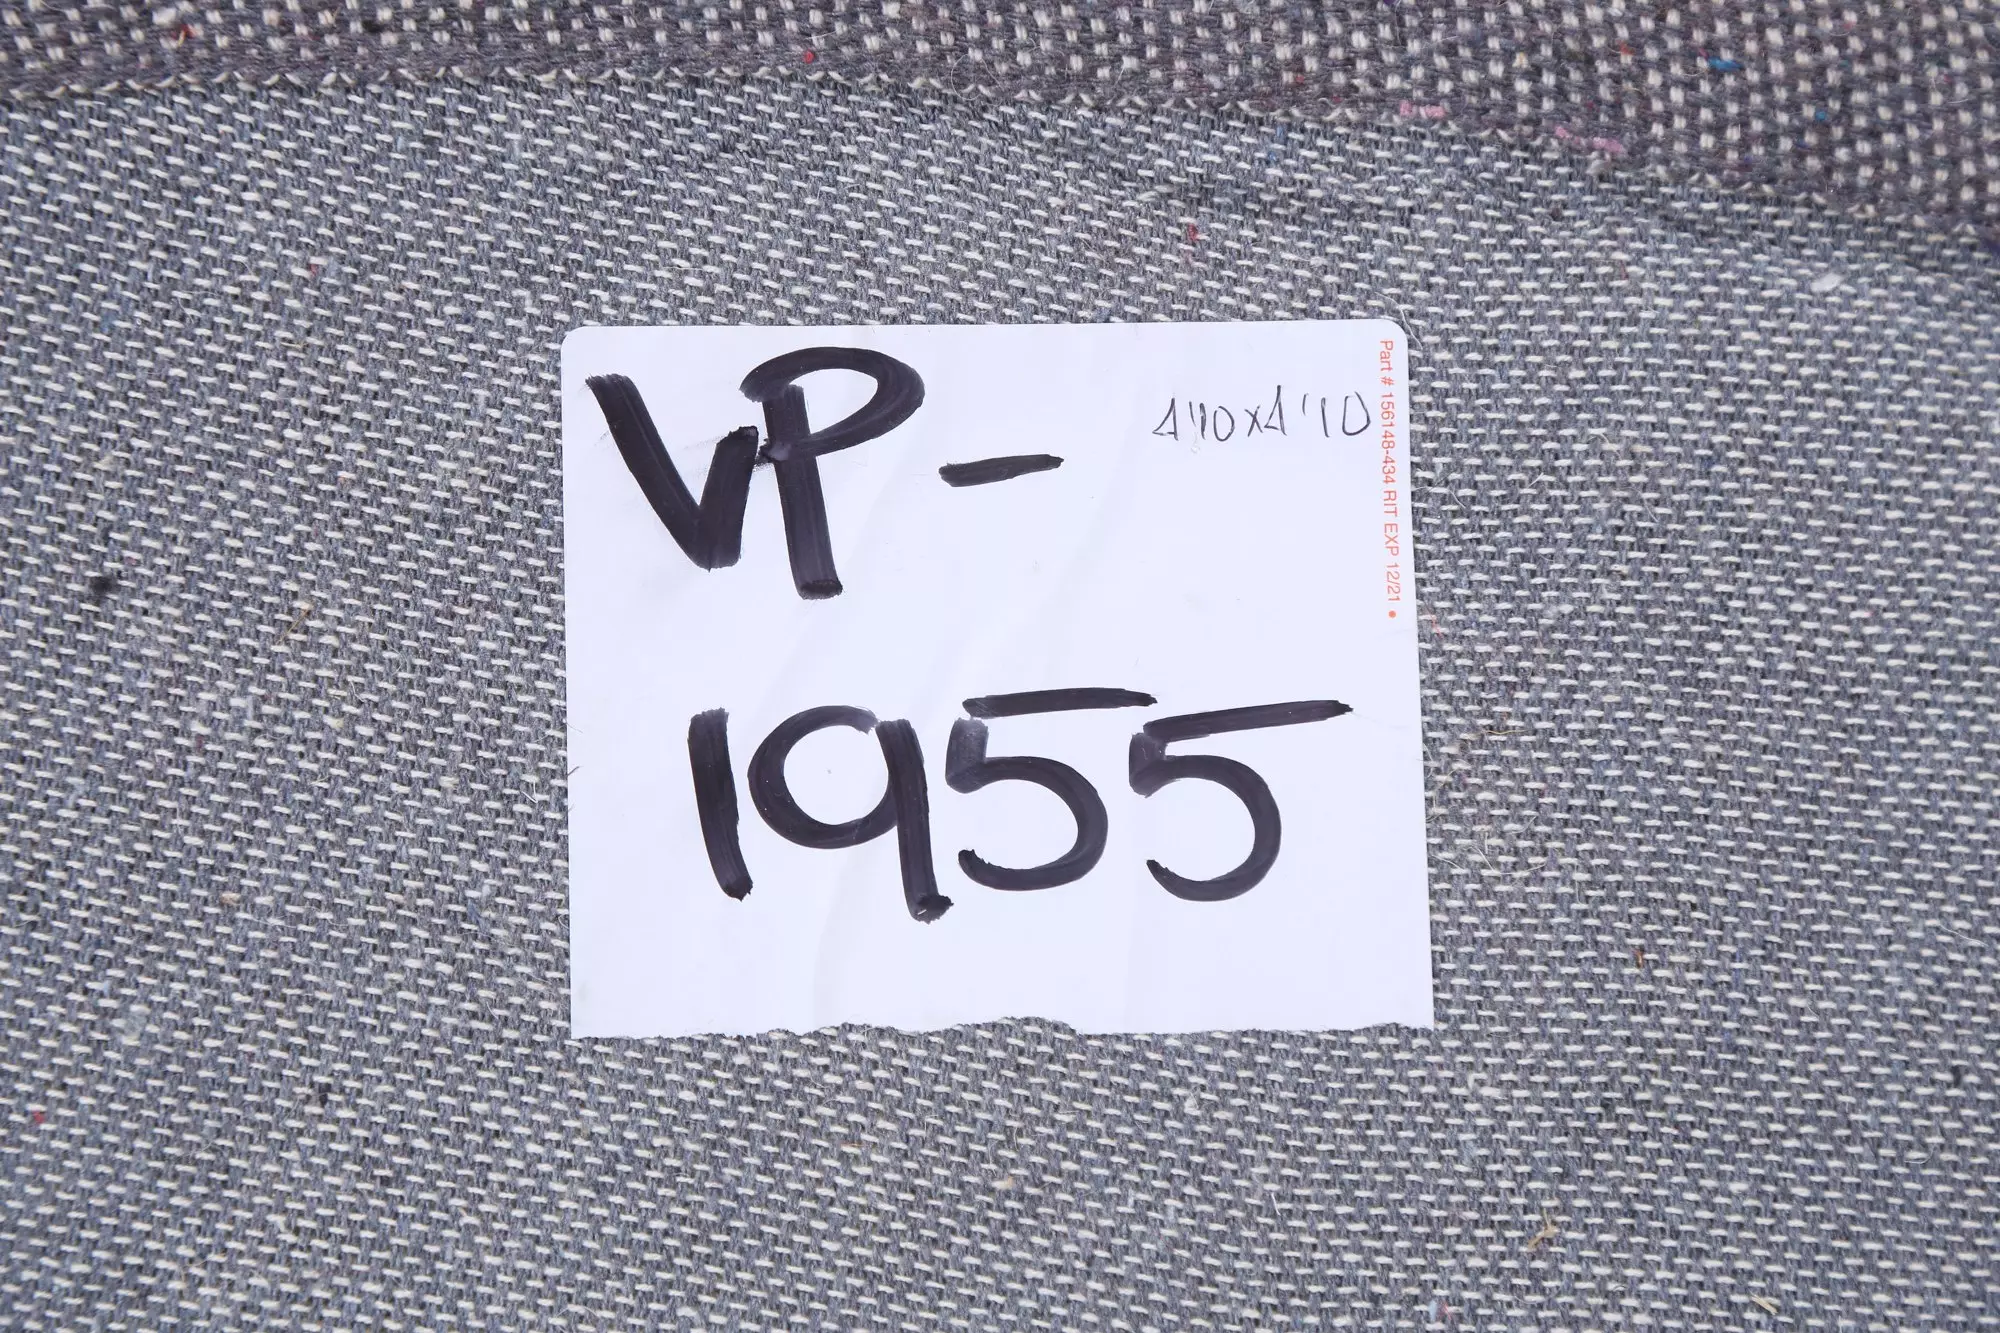 VP-
4'10x4'10
1955
Part # 156148-434 RIT EXP 12/21 •